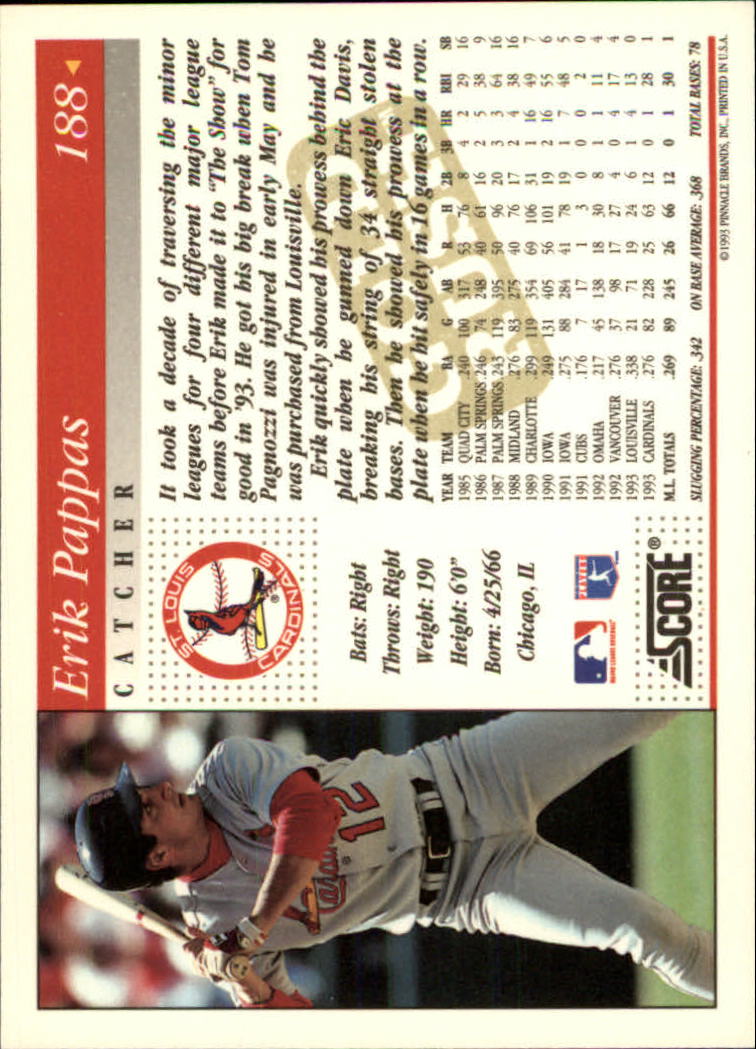 Erik Pappas 188
CATCHER
ST. LOUIS
CARDINALS
®
Bats: Right
Throws: Right
Weight: 190
Height: 6'0"
Born: 4/25/66
Chicago, IL
MAJOR LEAGUE BASEBALL
PLAYERS
SCORE®
12
It took a decade of traversing the minor
leagues for four different major league
teams before Erik made it to "The Show" for
good in '93. He got his big break when Tom
Pagnozzi was injured in early May and he
was purchased from Louisville.
Erik quickly showed his prowess behind the
plate when he gunned down Eric Davis,
breaking his string of 34 straight stolen
bases. Then he showed his prowess at the
plate when he hit safely in 16 games in a row.
YEAR TEAM BA G AB R H 2B 3B HR RBI SB
1985 QUAD CITY .240 100 317 53 76 8 4 2 29 16
1986 PALM SPRINGS .246 74 248 40 61 16 2 5 38 9
1987 PALM SPRINGS .243 119 395 50 96 20 3 3 64 16
1988 MIDLAND .276 83 275 40 76 17 2 4 38 16
1989 CHARLOTTE .299 119 354 69 106 31 1 16 49 7
1990 IOWA .249 131 405 56 101 19 2 16 55 6
1991 IOWA .275 88 284 41 78 19 1 7 48 5
1991 CUBS .176 7 17 1 3 0 0 0 2 0
1992 OMAHA .217 45 138 18 30 8 1 1 11 4
1992 VANCOUVER .276 37 98 17 27 4 0 4 17 4
1993 LOUISVILLE .338 21 71 19 24 6 1 4 13 0
1993 CARDINALS .276 82 228 25 63 12 0 1 28 1
M.L. TOTALS .269 89 245 26 66 12 0 1 30 1
SLUGGING PERCENTAGE: .342 ON BASE AVERAGE: .368 TOTAL BASES: 78
©1993 PINNACLE BRANDS, INC., PRINTED IN U.S.A.